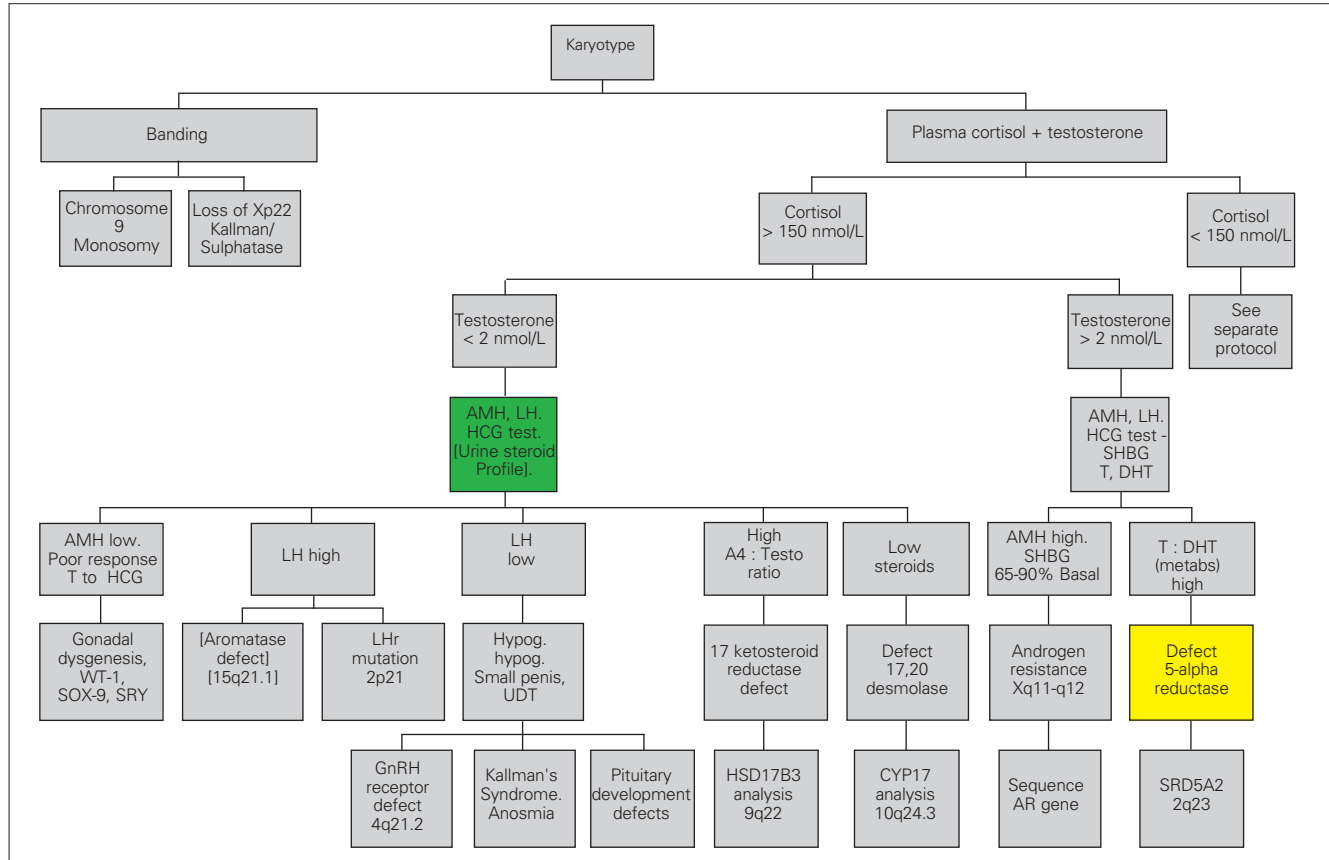 Karyotype
Banding
Plasma cortisol + testosterone
Chromosome
9
Monosomy
Loss of Xp22
Kallman/
Sulphatase
Cortisol
> 150 nmol/L
Cortisol
< 150 nmol/L
Testosterone
< 2 nmol/L
Testosterone
> 2 nmol/L
See
separate
protocol
AMH, LH.
HCG test.
[Urine steroid
Profile].
AMH, LH.
HCG test -
SHBG
T, DHT
AMH low.
Poor response
T to HCG
LH high
LH
low
High
A4 : Testo
ratio
Low
steroids
AMH high.
SHBG
65-90% Basal
T : DHT
(metabs)
high
Gonadal
dysgenesis,
WT-1,
SOX-9, SRY
[Aromatase
defect]
[15q21.1]
LHr
mutation
2p21
Hypog.
hypog.
Small penis,
UDT
17 ketosteroid
reductase
defect
Defect
17,20
desmolase
Androgen
resistance
Xq11-q12
Defect
5-alpha
reductase
GnRH
receptor
defect
4q21.2
Kallman's
Syndrome.
Anosmia
Pituitary
development
defects
HSD17B3
analysis
9q22
CYP17
analysis
10q24.3
Sequence
AR gene
SRD5A2
2q23